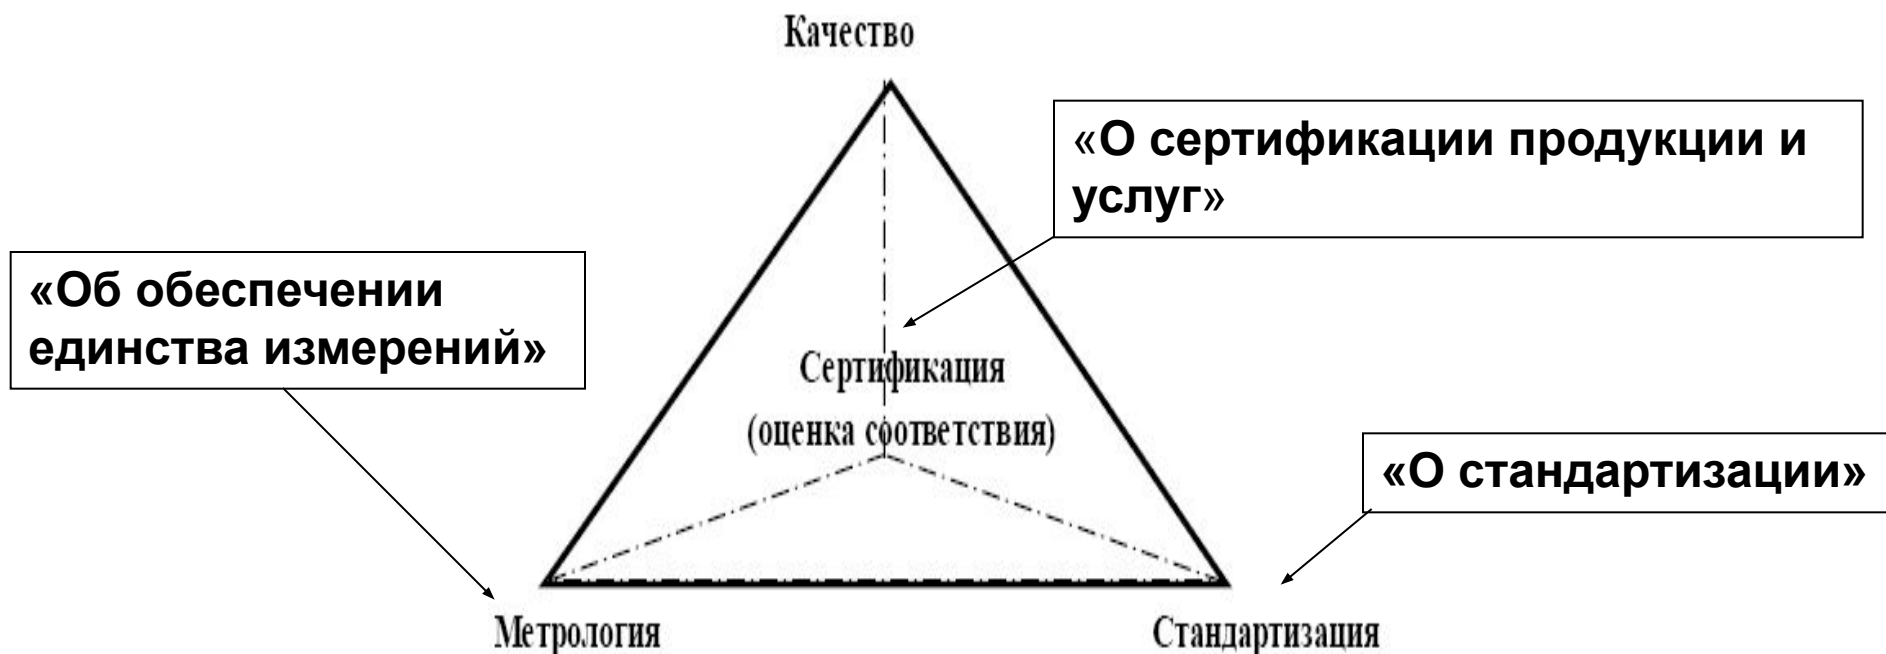 Качество
«О сертификации продукции и
услуг»
«Об обеспечении
единства измерений»
Сертификация
(оценка соответствия)
«О стандартизации»
Метрология
Стандартизация